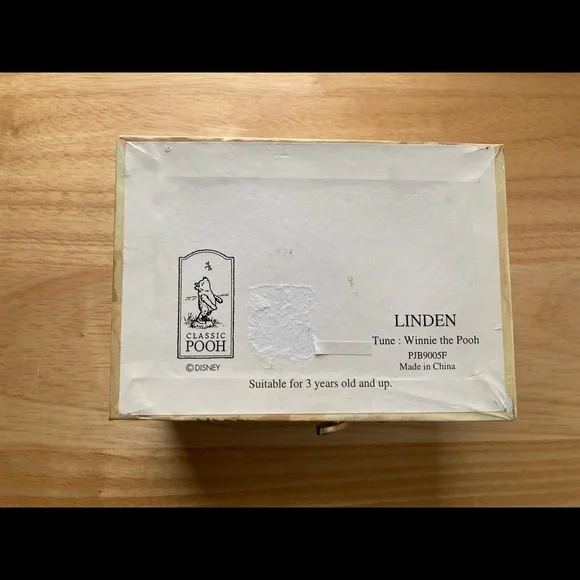 CLASSIC
POOH
© DISNEY
LINDEN
Tune : Winnie the Pooh
PJB9005F
Made in China
Suitable for 3 years old and up.